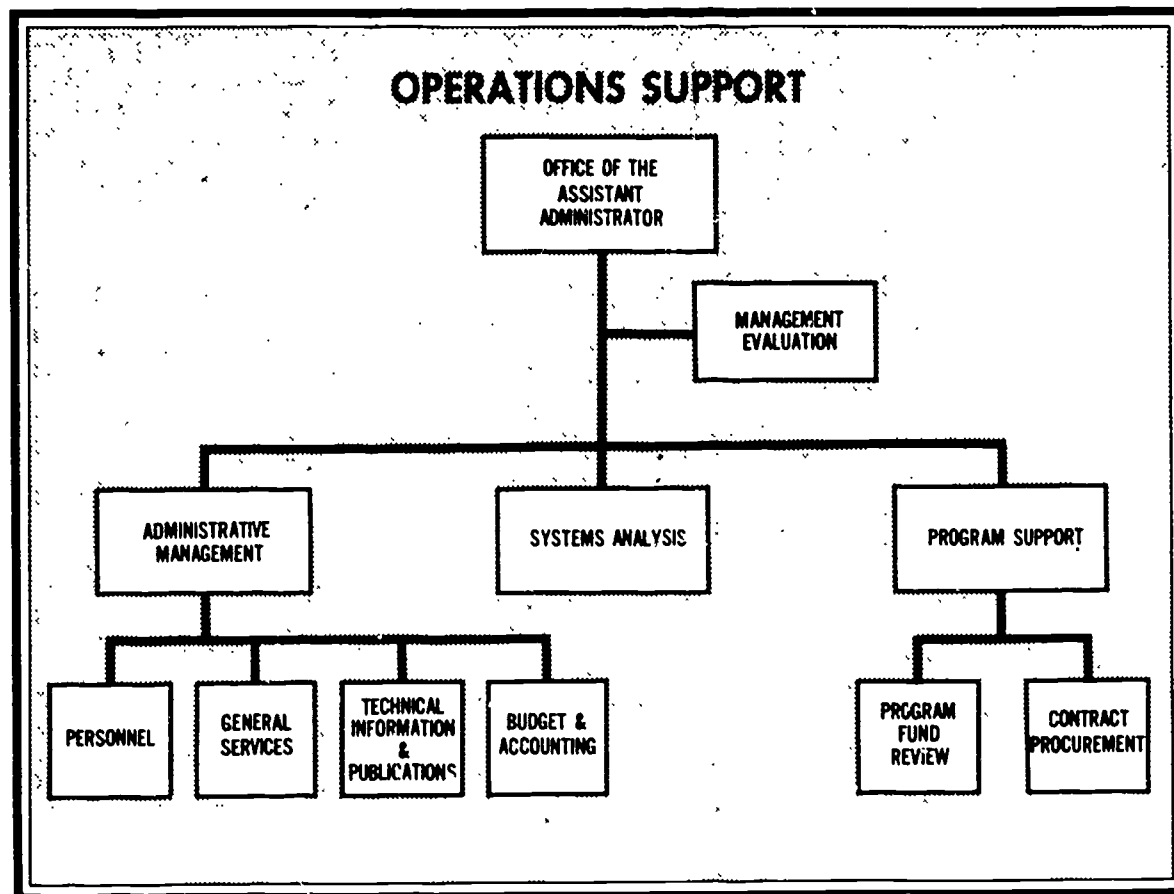 OPERATIONS SUPPORT
OFFICE OF THE
ASSISTANT
ADMINISTRATOR
MANAGEMENT
EVALUATION
ADMINISTRATIVE
MANAGEMENT
SYSTEMS ANALYSIS
PROGRAM SUPPORT
PERSONNEL
GENERAL
SERVICES
TECHNICAL
INFORMATION
&
PUBLICATIONS
BUDGET &
ACCOUNTING
PROGRAM
FUND
REVIEW
CONTRACT
PROCUREMENT